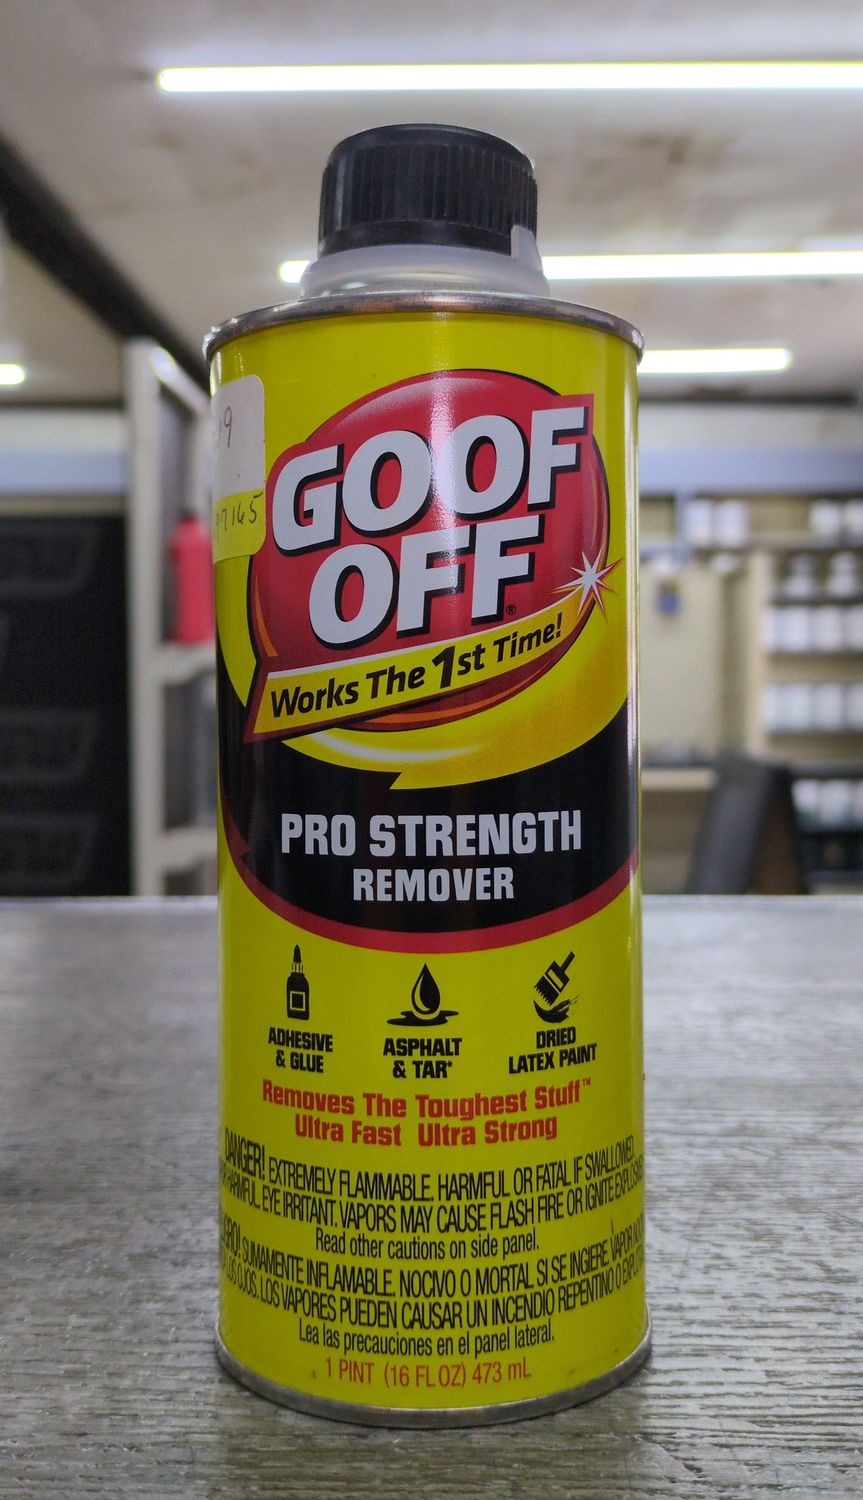 19
7165
GOOF
OFF®
Works The 1st Time!
PRO STRENGTH
REMOVER
ADHESIVE
& GLUE
ASPHALT
& TAR*
DRIED
LATEX PAINT
Removes The Toughest Stuff™
Ultra Fast Ultra Strong
DANGER! EXTREMELY FLAMMABLE. HARMFUL OR FATAL IF SWALLOWED.
HARMFUL. EYE IRRITANT. VAPORS MAY CAUSE FLASH FIRE OR IGNITE
Read other cautions on side panel.
SUMAMENTE INFLAMABLE. NOCIVO O MORTAL SI SE INGIERE. VAPOR
LOS OJOS. LOS VAPORES PUEDEN CAUSAR UN INCENDIO REPENTINO O
Lea las precauciones en el panel lateral.
1 PINT (16 FL OZ) 473 mL